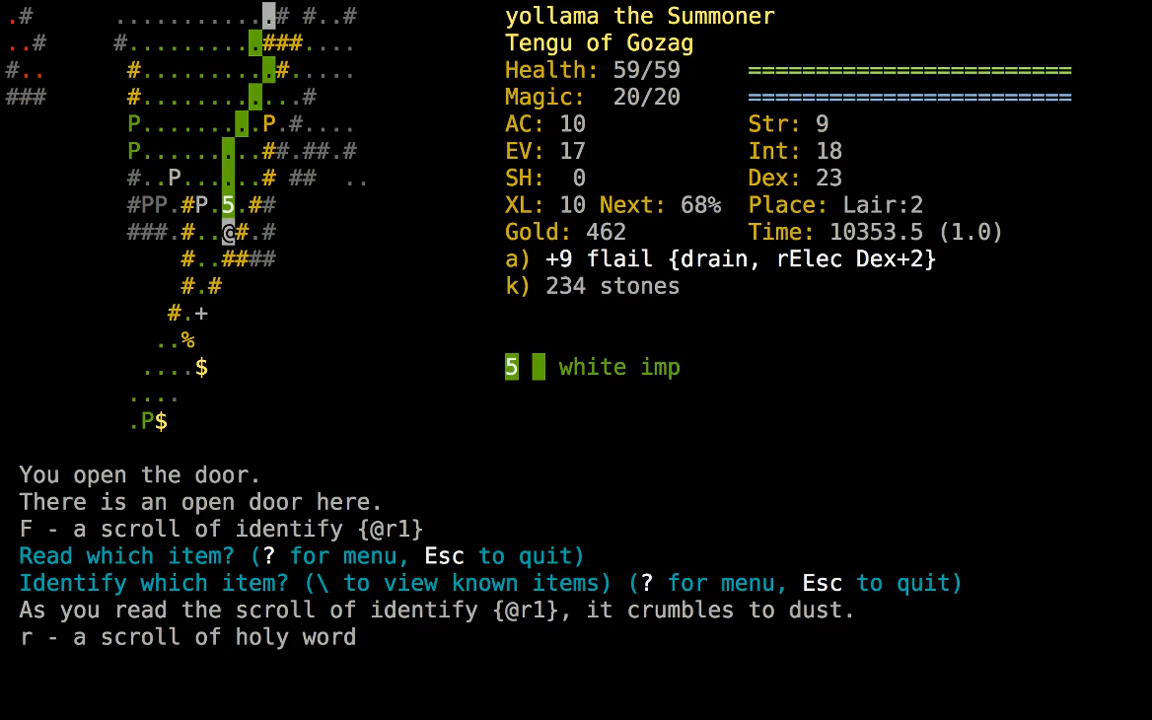 .#       ............# #..#
..#     #..........###....
#..      #.........#.....
###      #...........#
         P........P.#....
         P.........##.##.#
         #..P......# ##  ..
         #PP.#P.5.##
         ###.#..@#.#
             #..####
             #.#
            #.+
           ..%
          ....$
         ....
         .P$
yollama the Summoner
Tengu of Gozag
Health: 59/59 ========================
Magic:  20/20 ========================
AC: 10 Str: 9
EV: 17 Int: 18
SH:  0 Dex: 23
XL: 10 Next: 68% Place: Lair:2
Gold: 462 Time: 10353.5 (1.0)
a) +9 flail {drain, rElec Dex+2}
k) 234 stones
5 white imp
You open the door.
There is an open door here.
F - a scroll of identify {@r1}
Read which item? (? for menu, Esc to quit)
Identify which item? (\ to view known items) (? for menu, Esc to quit)
As you read the scroll of identify {@r1}, it crumbles to dust.
r - a scroll of holy word